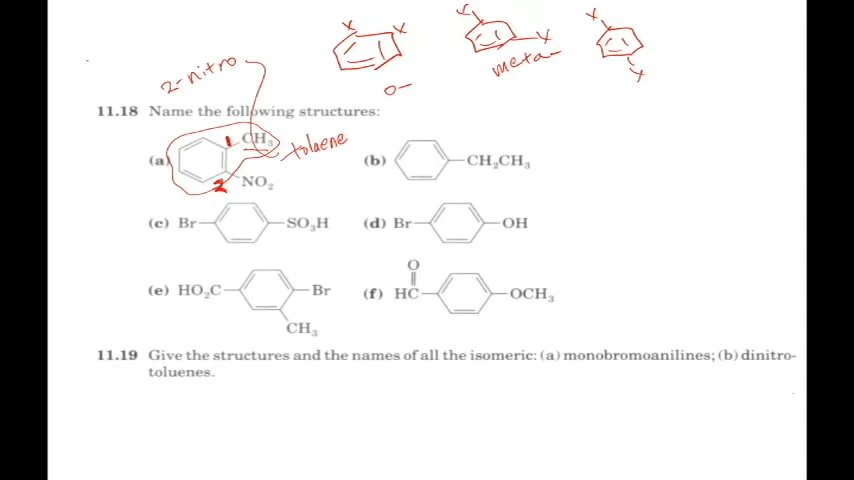 x x x X x x
o-
meta-
2-nitro
11.18 Name the following structures:
1 CH₃ tolaene
(a) (b) CH₂CH₃
2 NO₂
(c) Br SO₃H (d) Br OH
O
(e) HO₂C Br (f) HC OCH₃
CH₃
11.19 Give the structures and the names of all the isomeric: (a) monobromoanilines; (b) dinitro-
toluenes.